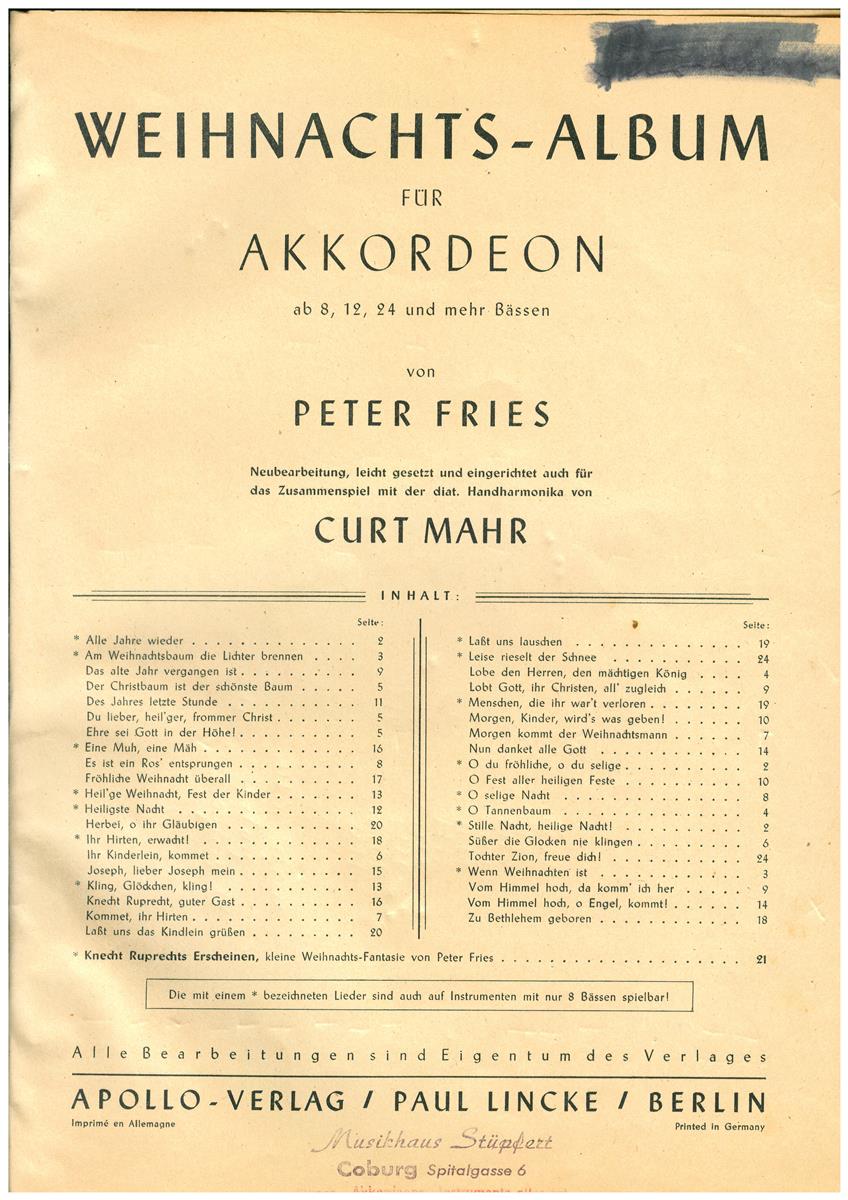 WEIHNACHTS-ALBUM
FÜR
AKKORDEON
ab 8, 12, 24 und mehr Bässen
von
PETER FRIES
Neubearbeitung, leicht gesetzt und eingerichtet auch für
das Zusammenspiel mit der diat. Handharmonika von
CURT MAHR
INHALT:
Seite:
* Alle Jahre wieder . . . . . . . . . . . . . 2
* Am Weihnachtsbaum die Lichter brennen . . . . 3
Das alte Jahr vergangen ist . . . . . . . . . . 9
Der Christbaum ist der schönste Baum . . . . . 5
Des Jahres letzte Stunde . . . . . . . . . . 11
Du lieber, heil'ger, frommer Christ . . . . . . . 5
Ehre sei Gott in der Höhe! . . . . . . . . . . 5
* Eine Muh, eine Mäh . . . . . . . . . . . . 16
Es ist ein Ros' entsprungen . . . . . . . . . 8
Fröhliche Weihnacht überall . . . . . . . . . 17
* Heil'ge Weihnacht, Fest der Kinder . . . . . . . 13
* Heiligste Nacht . . . . . . . . . . . . . 12
Herbei, o ihr Gläubigen . . . . . . . . . . 20
* Ihr Hirten, erwacht! . . . . . . . . . . . . 18
Ihr Kinderlein, kommet . . . . . . . . . . . 6
Joseph, lieber Joseph mein . . . . . . . . . . 15
* Kling, Glöckchen, kling! . . . . . . . . . . . 13
Knecht Ruprecht, guter Gast . . . . . . . . . 16
Kommet, ihr Hirten . . . . . . . . . . . . 7
Laßt uns das Kindlein grüßen . . . . . . . . . 20
Seite:
* Laßt uns lauschen . . . . . . . . . . . . 19
* Leise rieselt der Schnee . . . . . . . . . . 24
Lobe den Herren, den mächtigen König . . . . 4
Lobt Gott, ihr Christen, all' zugleich . . . . . . 9
* Menschen, die ihr war't verloren . . . . . . . . 19
Morgen, Kinder, wird's was geben! . . . . . . 10
Morgen kommt der Weihnachtsmann . . . . . . 7
Nun danket alle Gott . . . . . . . . . . . 14
* O du fröhliche, o du selige . . . . . . . . . . 2
O Fest aller heiligen Feste . . . . . . . . . 10
* O selige Nacht . . . . . . . . . . . . . 8
* O Tannenbaum . . . . . . . . . . . . . 4
* Stille Nacht, heilige Nacht! . . . . . . . . . . 2
Süßer die Glocken nie klingen . . . . . . . . . 6
Tochter Zion, freue dich! . . . . . . . . . . . 24
* Wenn Weihnachten ist . . . . . . . . . . . 3
Vom Himmel hoch, da komm' ich her . . . . . 9
Vom Himmel hoch, o Engel, kommt! . . . . . . 14
Zu Bethlehem geboren . . . . . . . . . . . 18
* Knecht Ruprechts Erscheinen, kleine Weihnachts-Fantasie von Peter Fries . . . . . . . . . . . . . . . . . . . 21
Die mit einem * bezeichneten Lieder sind auch auf Instrumenten mit nur 8 Bässen spielbar!
Alle Bearbeitungen sind Eigentum des Verlages
APOLLO-VERLAG / PAUL LINCKE / BERLIN
Imprimé en Allemagne
Printed in Germany
Musikhaus Stüpfert
Coburg Spitalgasse 6